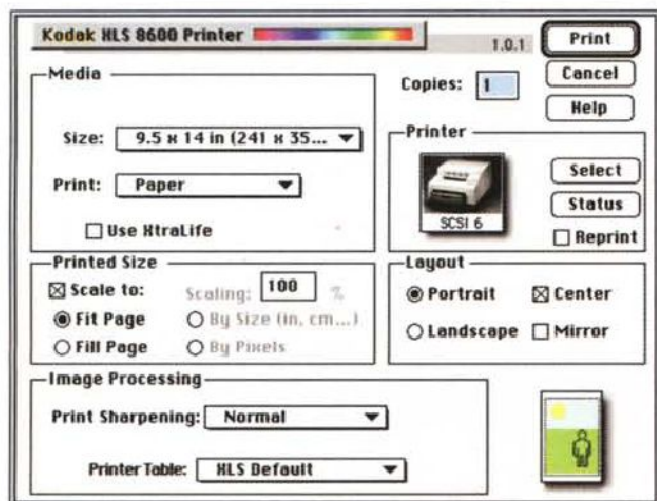 Kodak XLS 8600 Printer
1.0.1
Print
Cancel
Help
Copies: 1
Media
Size: 9.5 x 14 in (241 x 35...
Print: Paper
Use XtraLife
Printer
SCSI 6
Select
Status
Reprint
Printed Size
Scale to: Scaling: 100 %
Fit Page By Size (in, cm...)
Fill Page By Pixels
Layout
Portrait Center
Landscape Mirror
Image Processing
Print Sharpening: Normal
Printer Table: XLS Default